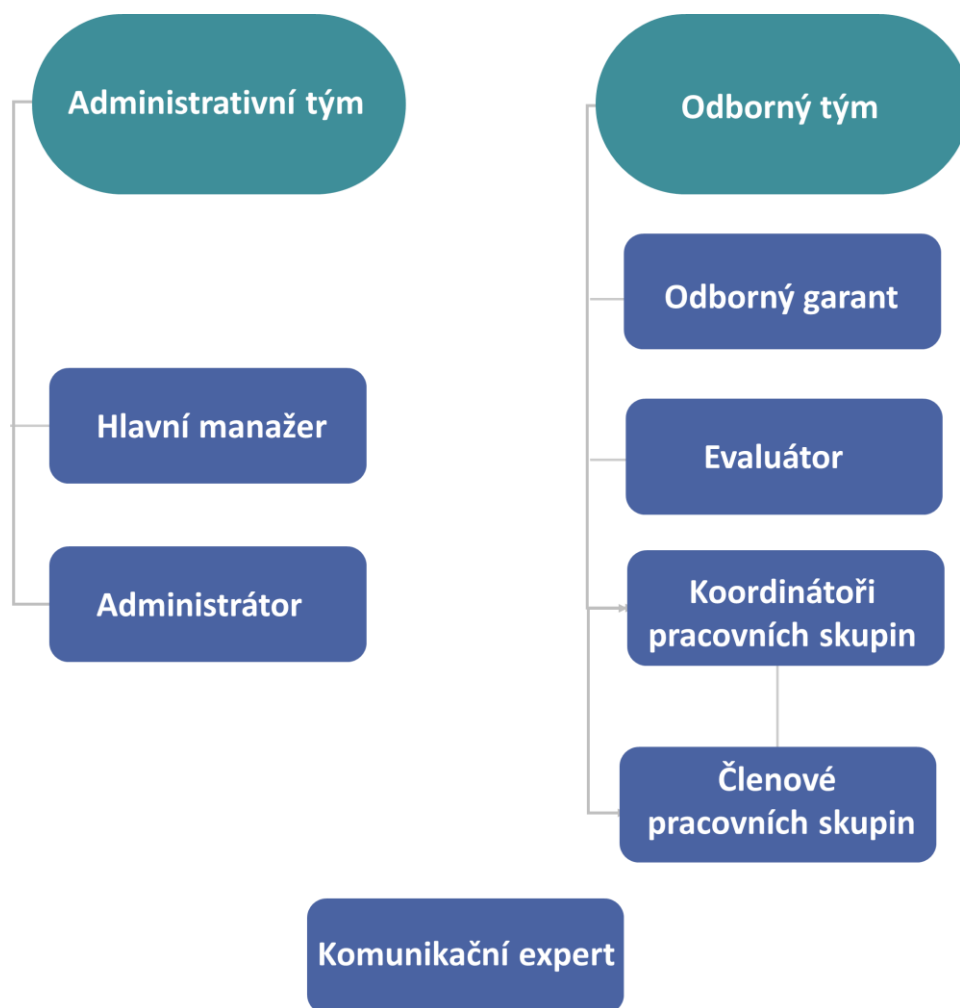 Administrativní tým
Hlavní manažer
Administrátor
Odborný tým
Odborný garant
Evaluátor
Koordinátoři
pracovních skupin
Členové
pracovních skupin
Komunikační expert